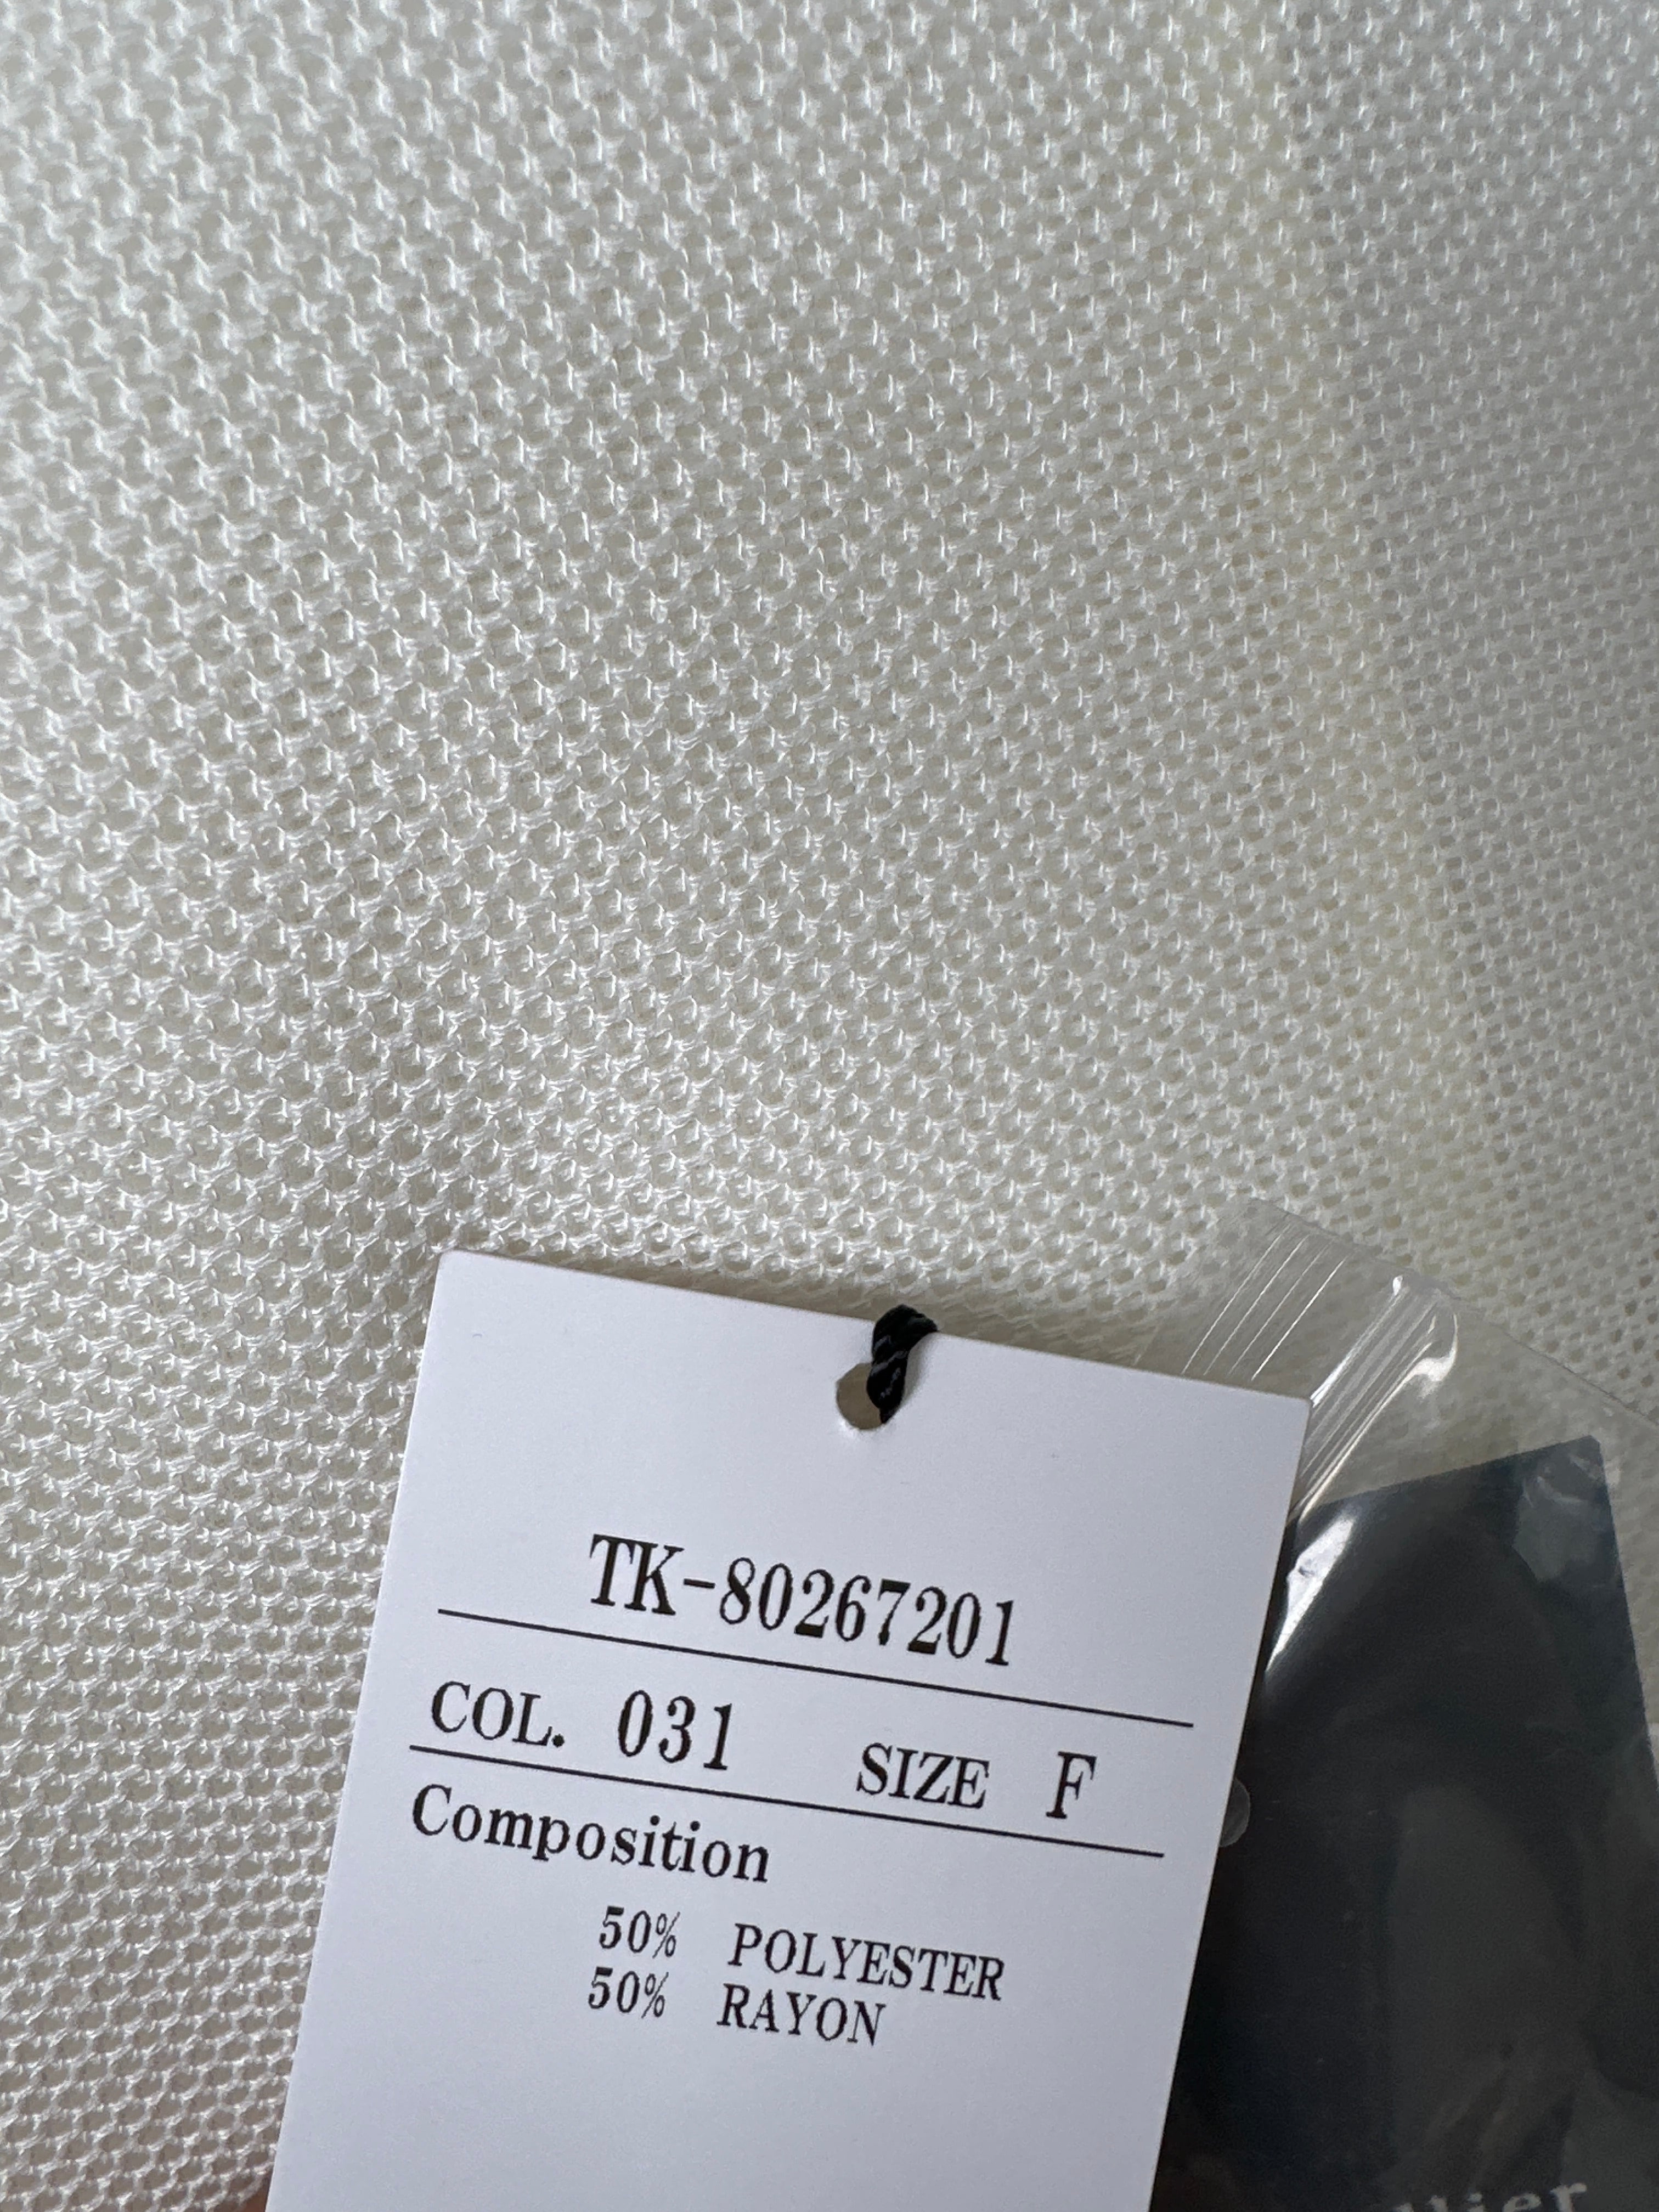 TK-80267201
COL. 031 SIZE F
Composition
50% POLYESTER
50% RAYON